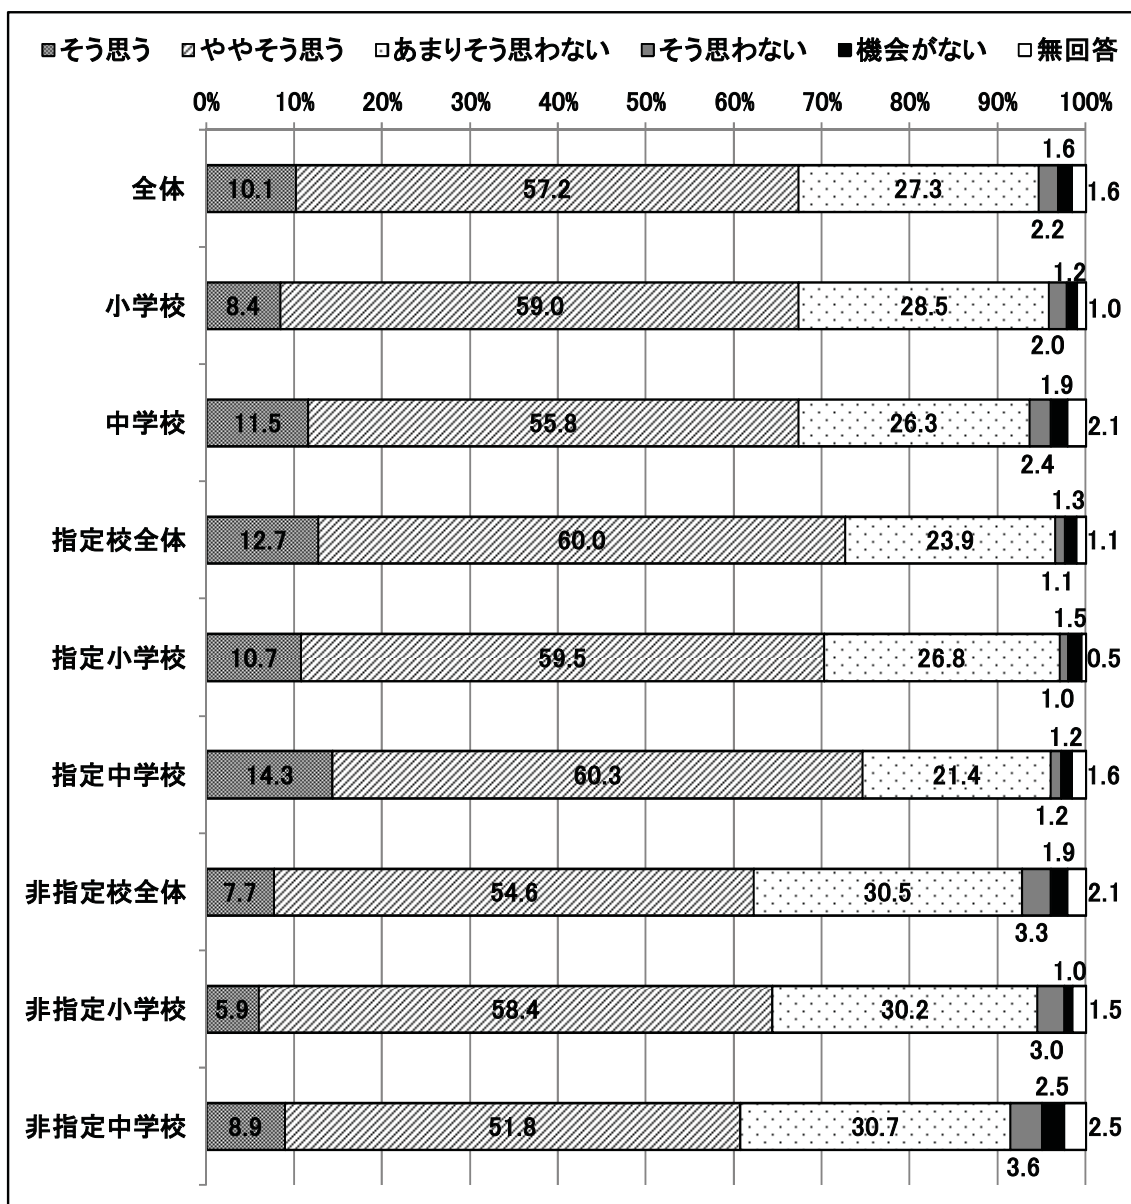 そう思う ややそう思う あまりそう思わない そう思わない 機会がない 無回答
0% 10% 20% 30% 40% 50% 60% 70% 80% 90% 100%
1.6
全体 10.1 57.2 27.3 1.6
2.2
1.2
小学校 8.4 59.0 28.5 1.0
2.0
1.9
中学校 11.5 55.8 26.3 2.1
2.4
1.3
指定校全体 12.7 60.0 23.9 1.1
1.1
1.5
指定小学校 10.7 59.5 26.8 0.5
1.0
1.2
指定中学校 14.3 60.3 21.4 1.6
1.2
1.9
非指定校全体 7.7 54.6 30.5 2.1
3.3
1.0
非指定小学校 5.9 58.4 30.2 1.5
3.0
2.5
非指定中学校 8.9 51.8 30.7 2.5
3.6